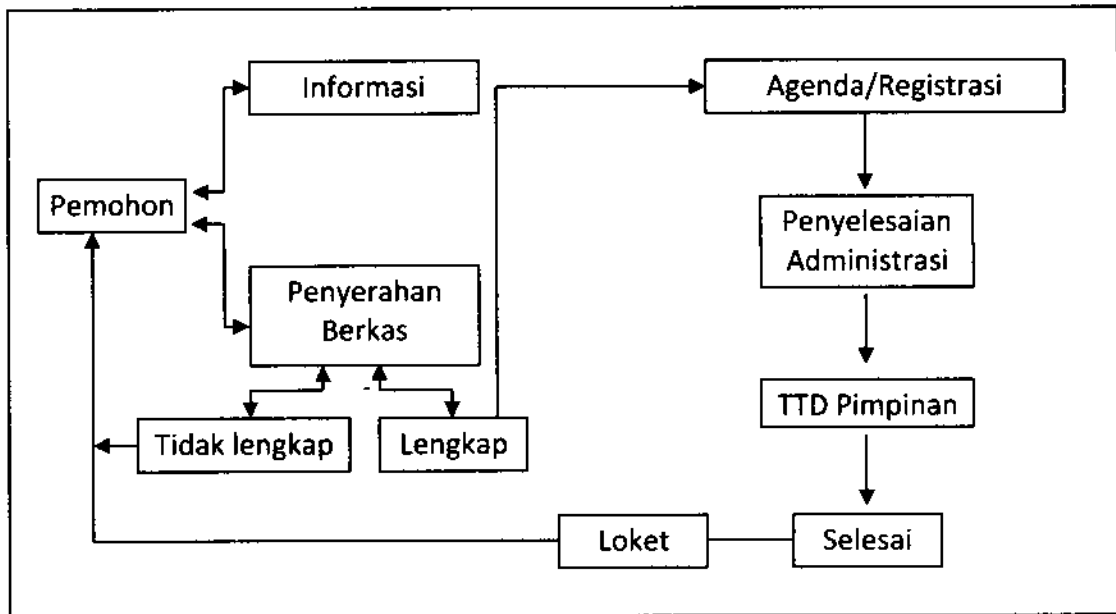 Informasi
Agenda/Registrasi
Pemohon
Penyelesaian
Administrasi
Penyerahan
Berkas
TTD Pimpinan
Tidak lengkap
Lengkap
Loket
Selesai